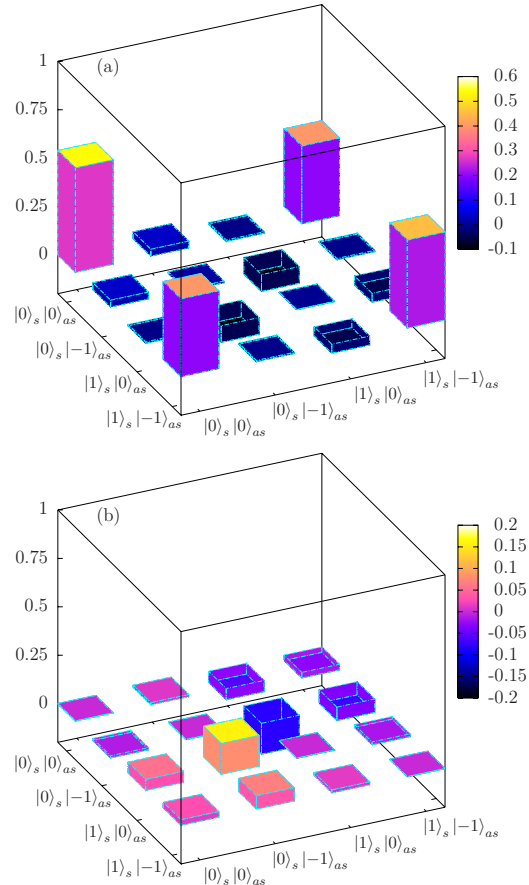 (a)
1
0.75
0.5
0.25
0
0.6
0.5
0.4
0.3
0.2
0.1
0
-0.1
|0⟩ₛ|0⟩ₐₛ
|0⟩ₛ|−1⟩ₐₛ
|1⟩ₛ|0⟩ₐₛ
|1⟩ₛ|−1⟩ₐₛ
|0⟩ₛ|0⟩ₐₛ
|0⟩ₛ|−1⟩ₐₛ
|1⟩ₛ|0⟩ₐₛ
|1⟩ₛ|−1⟩ₐₛ
(b)
1
0.75
0.5
0.25
0
0.2
0.15
0.1
0.05
0
-0.05
-0.1
-0.15
-0.2
|0⟩ₛ|0⟩ₐₛ
|0⟩ₛ|−1⟩ₐₛ
|1⟩ₛ|0⟩ₐₛ
|1⟩ₛ|−1⟩ₐₛ
|0⟩ₛ|0⟩ₐₛ
|0⟩ₛ|−1⟩ₐₛ
|1⟩ₛ|0⟩ₐₛ
|1⟩ₛ|−1⟩ₐₛ